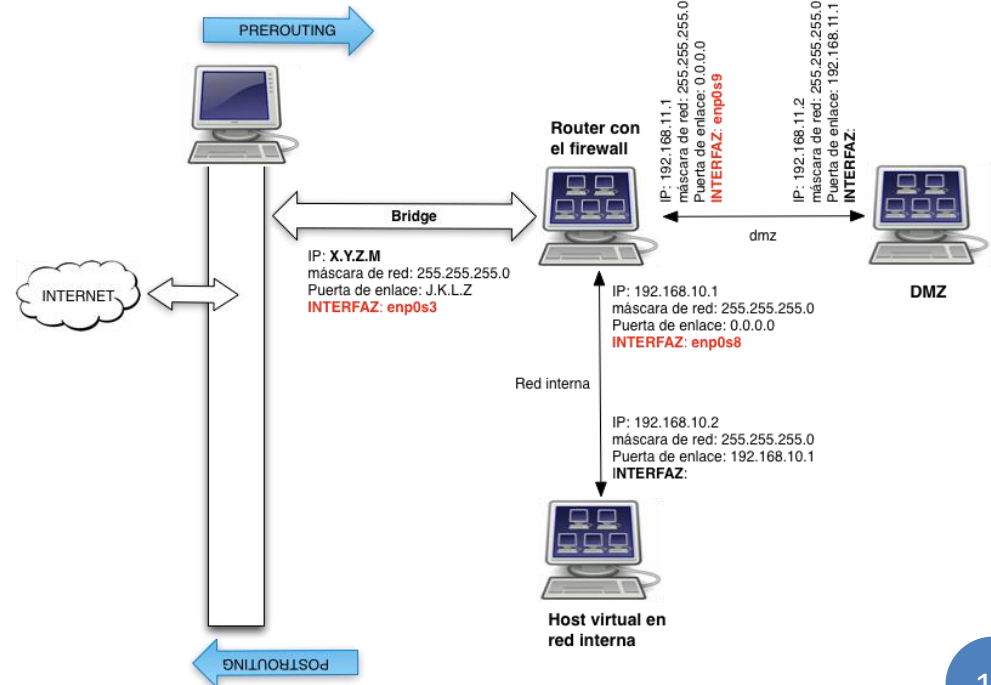 PREROUTING
Router con
el firewall
IP: 192.168.11.1
máscara de red: 255.255.255.0
Puerta de enlace: 0.0.0.0
INTERFAZ: enp0s9
IP: 192.168.11.2
máscara de red: 255.255.255.0
Puerta de enlace: 192.168.11.1
INTERFAZ:
Bridge
dmz
IP: X.Y.Z.M
máscara de red: 255.255.255.0
Puerta de enlace: J.K.L.Z
INTERFAZ: enp0s3
INTERNET
DMZ
IP: 192.168.10.1
máscara de red: 255.255.255.0
Puerta de enlace: 0.0.0.0
INTERFAZ: enp0s8
Red interna
IP: 192.168.10.2
máscara de red: 255.255.255.0
Puerta de enlace: 192.168.10.1
INTERFAZ:
Host virtual en
red interna
POSTROUTING
1